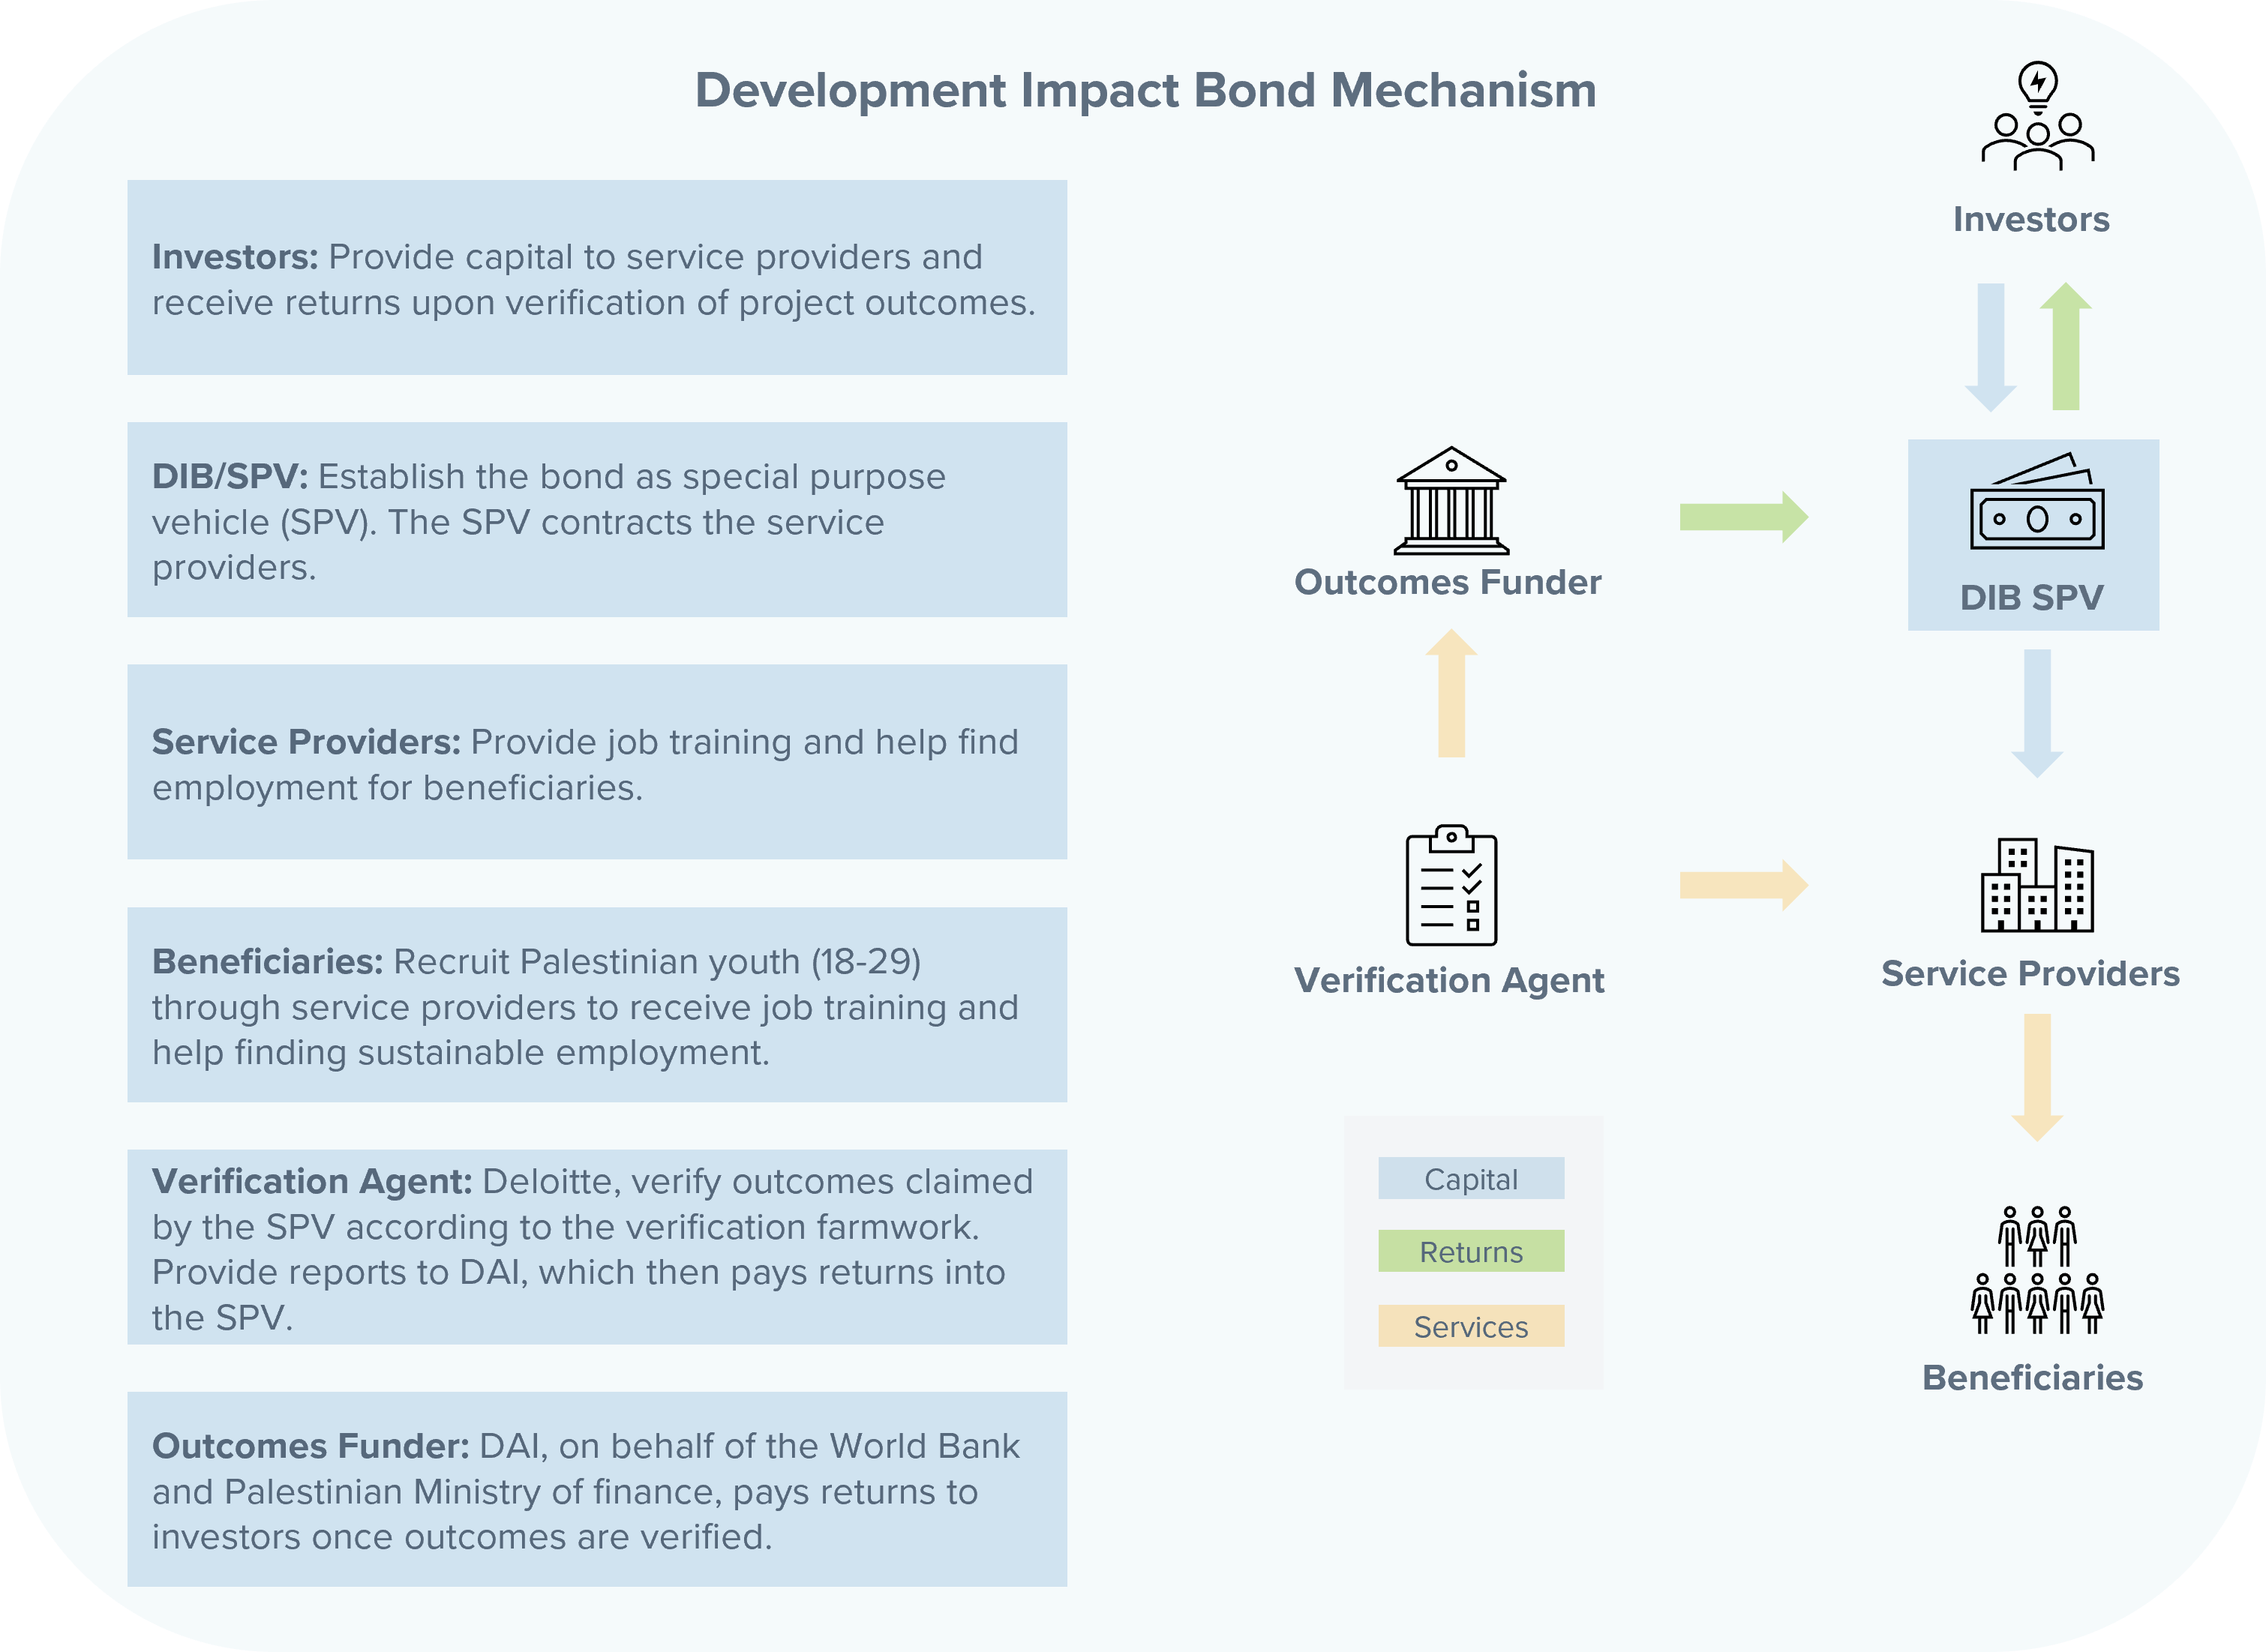 Development Impact Bond Mechanism
Investors: Provide capital to service providers and
receive returns upon verification of project outcomes.
DIB/SPV: Establish the bond as special purpose
vehicle (SPV). The SPV contracts the service
providers.
Service Providers: Provide job training and help find
employment for beneficiaries.
Beneficiaries: Recruit Palestinian youth (18-29)
through service providers to receive job training and
help finding sustainable employment.
Verification Agent: Deloitte, verify outcomes claimed
by the SPV according to the verification farmwork.
Provide reports to DAI, which then pays returns into
the SPV.
Outcomes Funder: DAI, on behalf of the World Bank
and Palestinian Ministry of finance, pays returns to
investors once outcomes are verified.
Investors
Outcomes Funder
DIB SPV
Verification Agent
Service Providers
Capital
Returns
Services
Beneficiaries